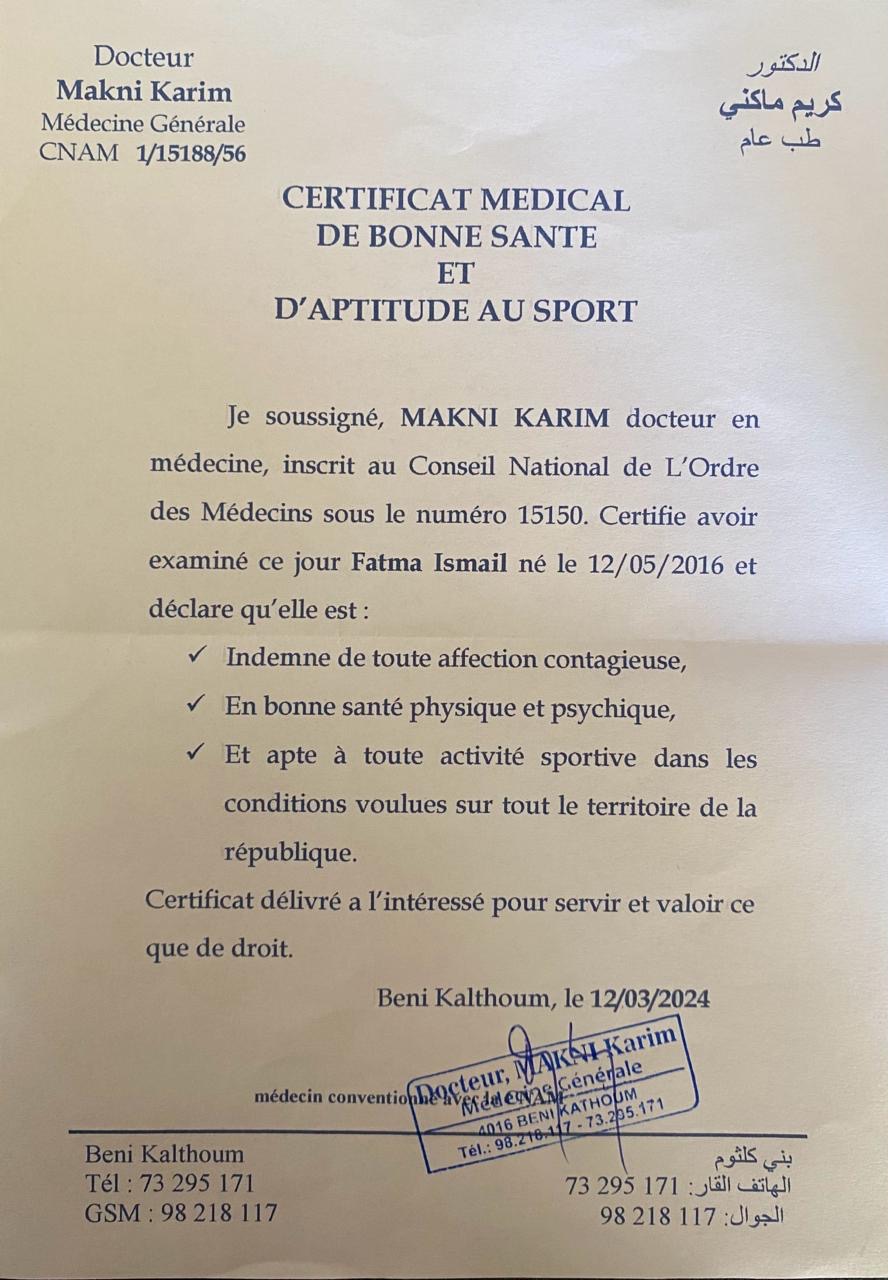 Docteur
Makni Karim
Médecine Générale
CNAM 1/15188/56
الدكتور
كريم ماكني
طب عام
CERTIFICAT MEDICAL
DE BONNE SANTE
ET
D'APTITUDE AU SPORT
Je soussigné, MAKNI KARIM docteur en
médecine, inscrit au Conseil National de L'Ordre
des Médecins sous le numéro 15150. Certifie avoir
examiné ce jour Fatma Ismail né le 12/05/2016 et
déclare qu'elle est :
✓ Indemne de toute affection contagieuse,
✓ En bonne santé physique et psychique,
✓ Et apte à toute activité sportive dans les
conditions voulues sur tout le territoire de la
république.
Certificat délivré a l'intéressé pour servir et valoir ce
que de droit.
Beni Kalthoum, le 12/03/2024
médecin conventionné avec la CNAM
Docteur, MAKNI Karim
Médecine Générale
4016 BENI KATHOUM
Tél.: 98.218.117 - 73.295.171
Beni Kalthoum
Tél : 73 295 171
GSM : 98 218 117
بني كلثوم
الهاتف القار: 171 295 73
الجوال: 117 218 98